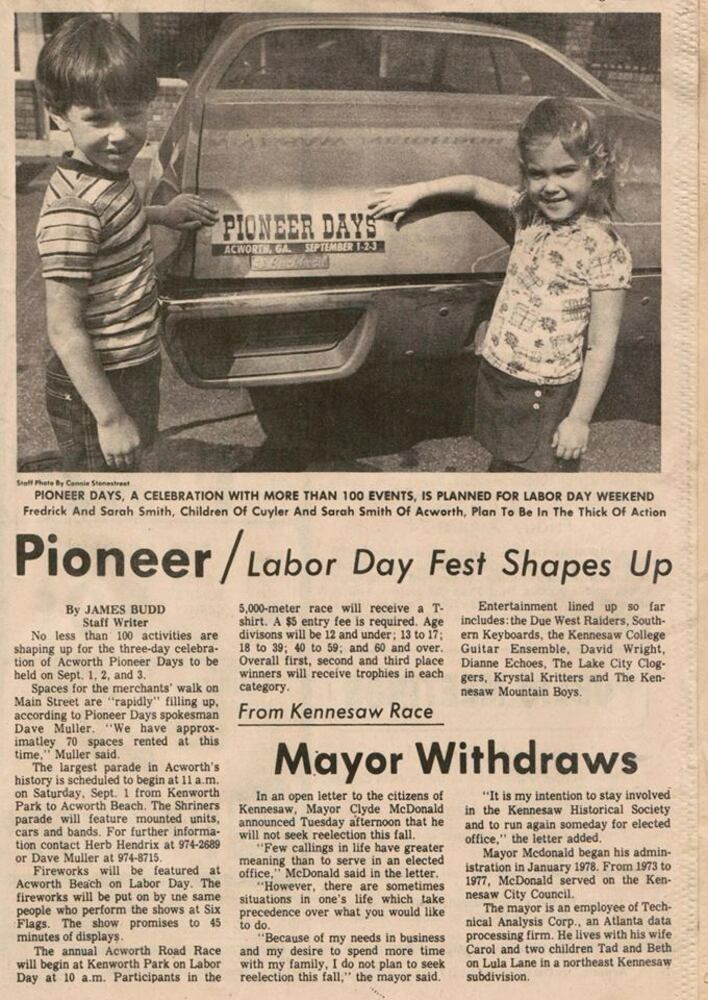 PIONEER DAYS
ACWORTH, GA. SEPTEMBER 1-2-3
Staff Photo By Connie Stonestreet
PIONEER DAYS, A CELEBRATION WITH MORE THAN 100 EVENTS, IS PLANNED FOR LABOR DAY WEEKEND
Fredrick And Sarah Smith, Children Of Cuyler And Sarah Smith Of Acworth, Plan To Be In The Thick Of Action
Pioneer/Labor Day Fest Shapes Up
By JAMES BUDD
Staff Writer
No less than 100 activities are
shaping up for the three-day celebra-
tion of Acworth Pioneer Days to be
held on Sept. 1, 2, and 3.
Spaces for the merchants' walk on
Main Street are "rapidly" filling up,
according to Pioneer Days spokesman
Dave Muller. "We have approx-
imatley 70 spaces rented at this
time," Muller said.
The largest parade in Acworth's
history is scheduled to begin at 11 a.m.
on Saturday, Sept. 1 from Kenworth
Park to Acworth Beach. The Shriners
parade will feature mounted units,
cars and bands. For further informa-
tion contact Herb Hendrix at 974-2689
or Dave Muller at 974-8715.
Fireworks will be featured at
Acworth Beach on Labor Day. The
fireworks will be put on by the same
people who perform the shows at Six
Flags. The show promises to 45
minutes of displays.
The annual Acworth Road Race
will begin at Kenworth Park on Labor
Day at 10 a.m. Participants in the
5,000-meter race will receive a T-
shirt. A $5 entry fee is required. Age
divisons will be 12 and under; 13 to 17;
18 to 39; 40 to 59; and 60 and over.
Overall first, second and third place
winners will receive trophies in each
category.
Entertainment lined up so far
includes: the Due West Raiders, South-
ern Keyboards, the Kennesaw College
Guitar Ensemble, David Wright,
Dianne Echoes, The Lake City Clog-
gers, Krystal Kritters and The Ken-
nesaw Mountain Boys.
From Kennesaw Race
Mayor Withdraws
In an open letter to the citizens of
Kennesaw, Mayor Clyde McDonald
announced Tuesday afternoon that he
will not seek reelection this fall.
"Few callings in life have greater
meaning than to serve in an elected
office," McDonald said in the letter.
"However, there are sometimes
situations in one's life which take
precedence over what you would like
to do.
"Because of my needs in business
and my desire to spend more time
with my family, I do not plan to seek
reelection this fall," the mayor said.
"It is my intention to stay involved
in the Kennesaw Historical Society
and to run again someday for elected
office," the letter added.
Mayor Mcdonald began his admin-
istration in January 1978. From 1973 to
1977, McDonald served on the Ken-
nesaw City Council.
The mayor is an employee of Tech-
nical Analysis Corp., an Atlanta data
processing firm. He lives with his wife
Carol and two children Tad and Beth
on Lula Lane in a northeast Kennesaw
subdivision.